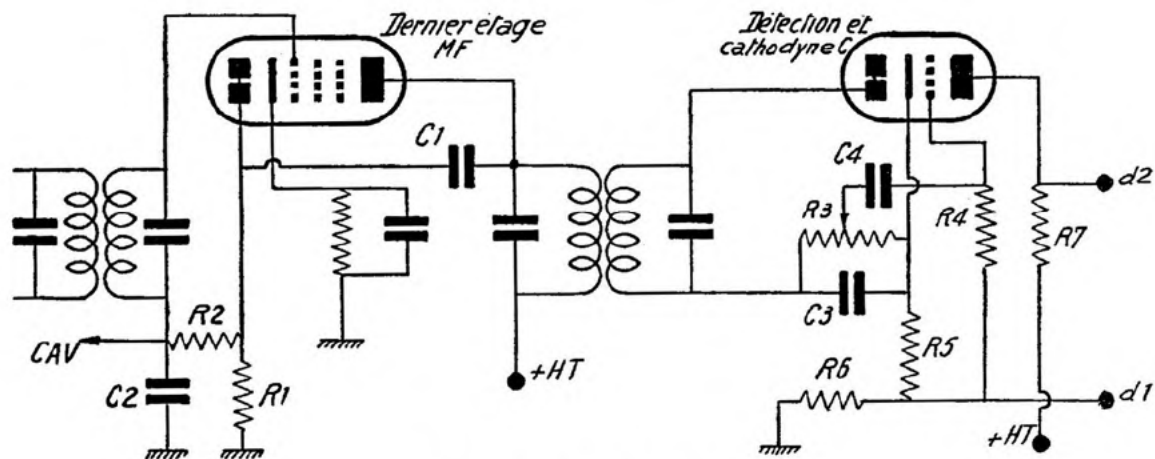 Dernier étage
MF
Détection et
cathodyne C
C1
C4
d2
R3
R4
R7
R2
CAV
C3
R5
C2
R1
+HT
R6
d1
+HT